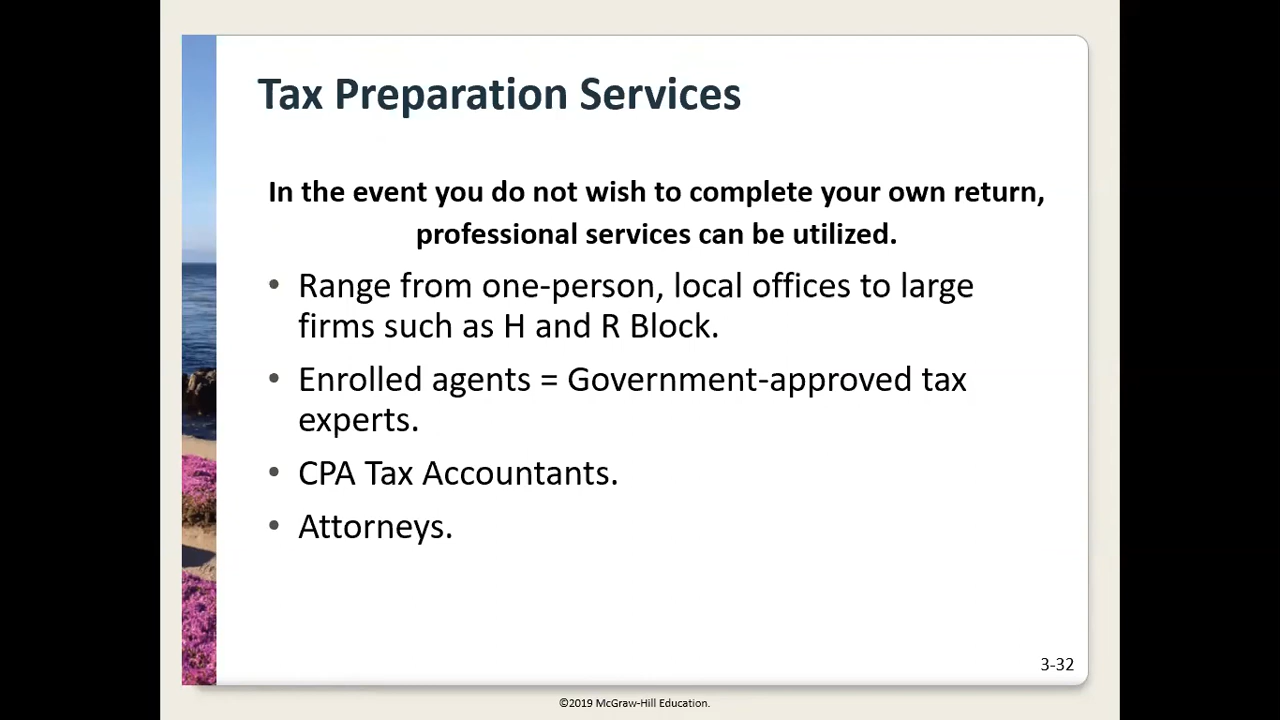 Tax Preparation Services
In the event you do not wish to complete your own return,
professional services can be utilized.
• Range from one-person, local offices to large
firms such as H and R Block.
• Enrolled agents = Government-approved tax
experts.
• CPA Tax Accountants.
• Attorneys.
3-32
©2019 McGraw-Hill Education.